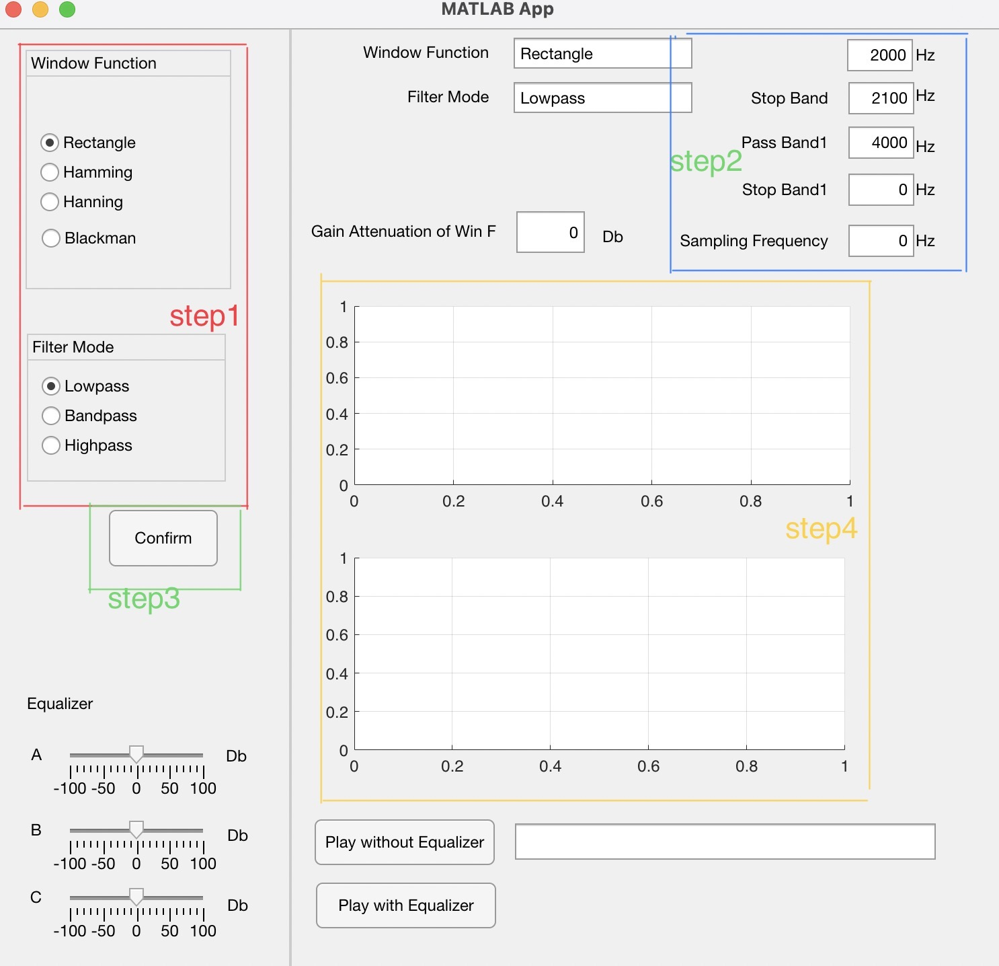 MATLAB App
Window Function
Rectangle
Hamming
Hanning
Blackman
step1
Filter Mode
Lowpass
Bandpass
Highpass
Confirm
step3
Equalizer
A
Db
-100 -50 0 50 100
B
Db
-100 -50 0 50 100
C
Db
-100 -50 0 50 100
Window Function Rectangle
Filter Mode Lowpass
Gain Attenuation of Win F 0 Db
2000 Hz
Stop Band 2100 Hz
Pass Band1 4000 Hz
step2
Stop Band1 0 Hz
Sampling Frequency 0 Hz
1
0.8
0.6
0.4
0.2
0
0 0.2 0.4 0.6 0.8 1
step4
1
0.8
0.6
0.4
0.2
0
0 0.2 0.4 0.6 0.8 1
Play without Equalizer
Play with Equalizer